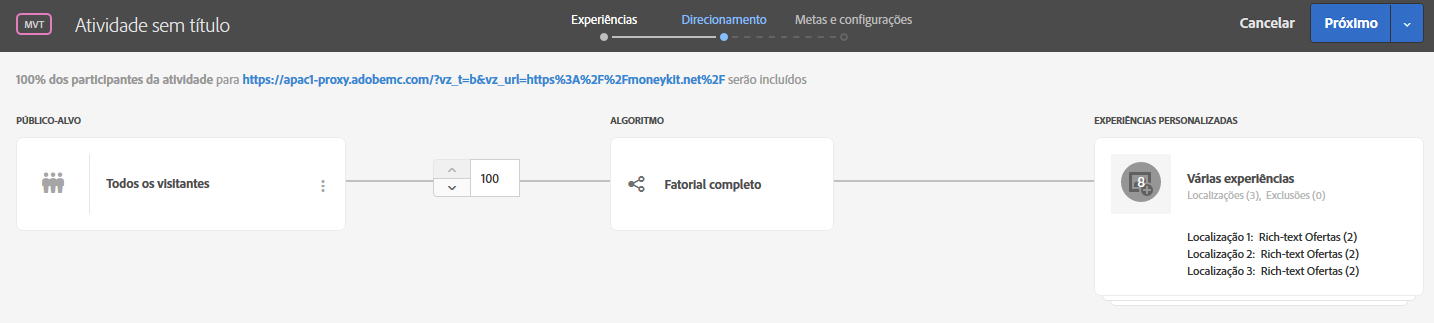 MVT
Atividade sem título
Experiências
Direcionamento
Metas e configurações
Cancelar
Próximo
100% dos participantes da atividade para https://apac1-proxy.adobemc.com/?vz_t=b&vz_url=https%3A%2F%2Fmoneykit.net%2F serão incluídos
PÚBLICO-ALVO
ALGORITMO
EXPERIÊNCIAS PERSONALIZADAS
Todos os visitantes
100
Fatorial completo
8
Várias experiências
Localizações (3), Exclusões (0)
Localização 1: Rich-text Ofertas (2)
Localização 2: Rich-text Ofertas (2)
Localização 3: Rich-text Ofertas (2)